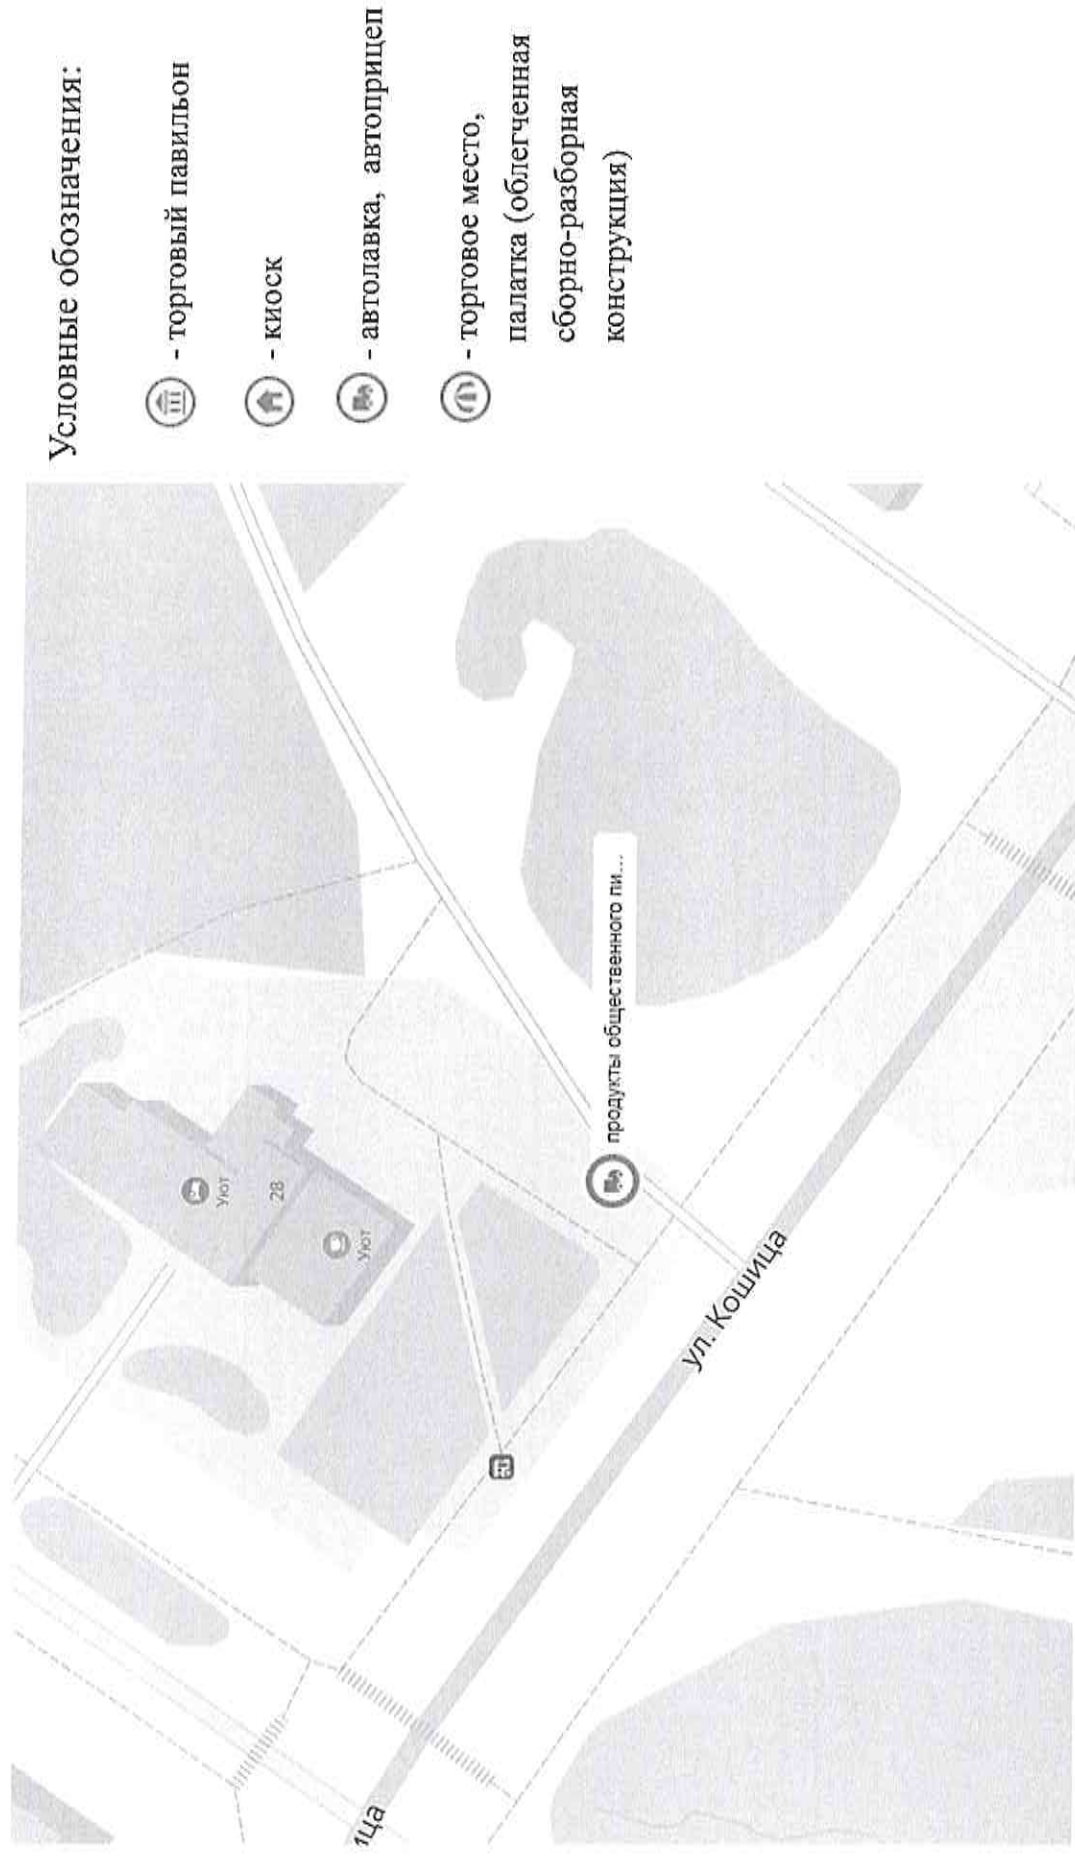 Условные обозначения:
- торговый павильон
- киоск
- автолавка, автоприцеп
- торговое место,
палатка (облегченная
сборно-разборная
конструкция)
Уют
28
Уют
продукты общественного пи...
ул. Кошица
ица